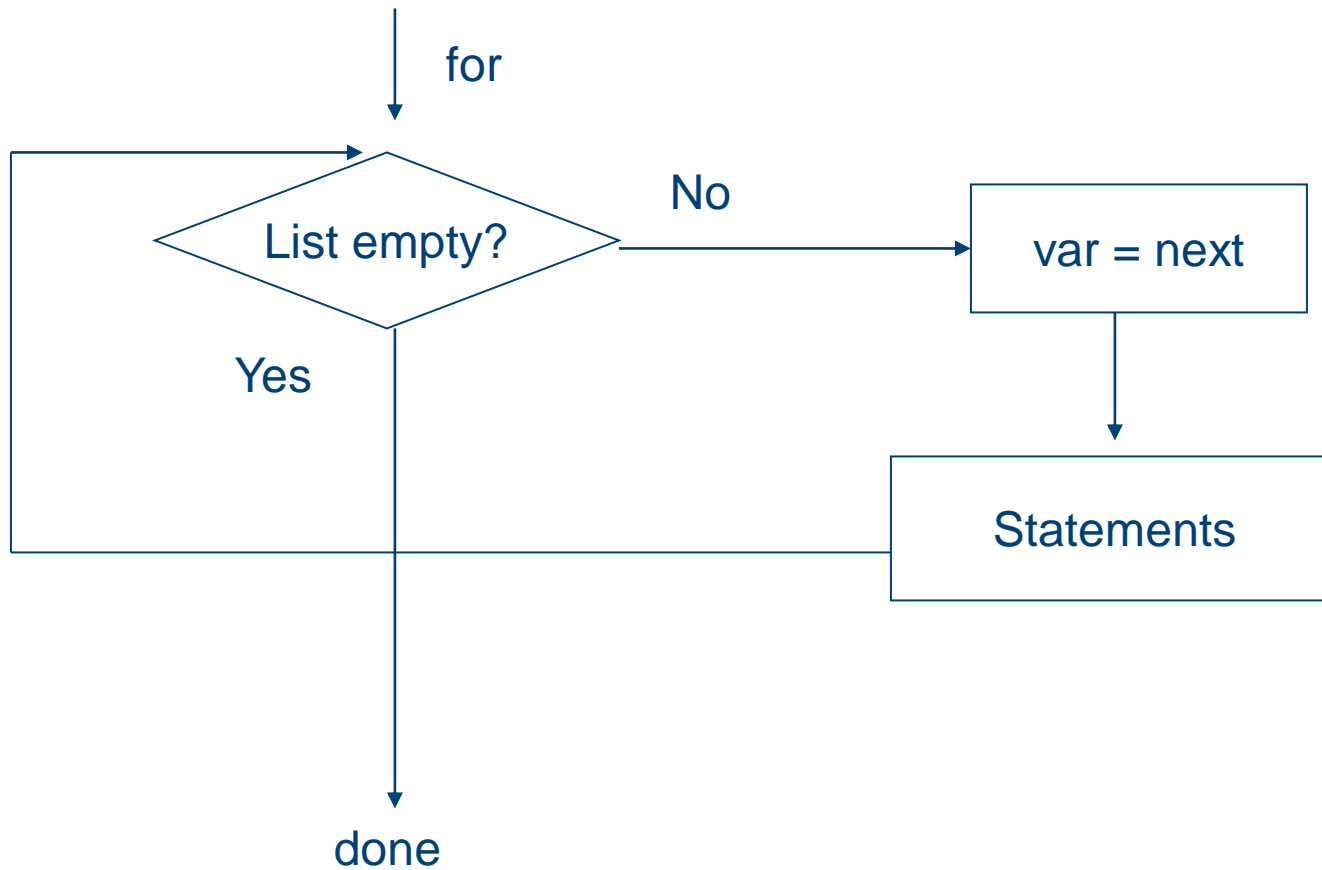 for
List empty?
No
var = next
Yes
Statements
done